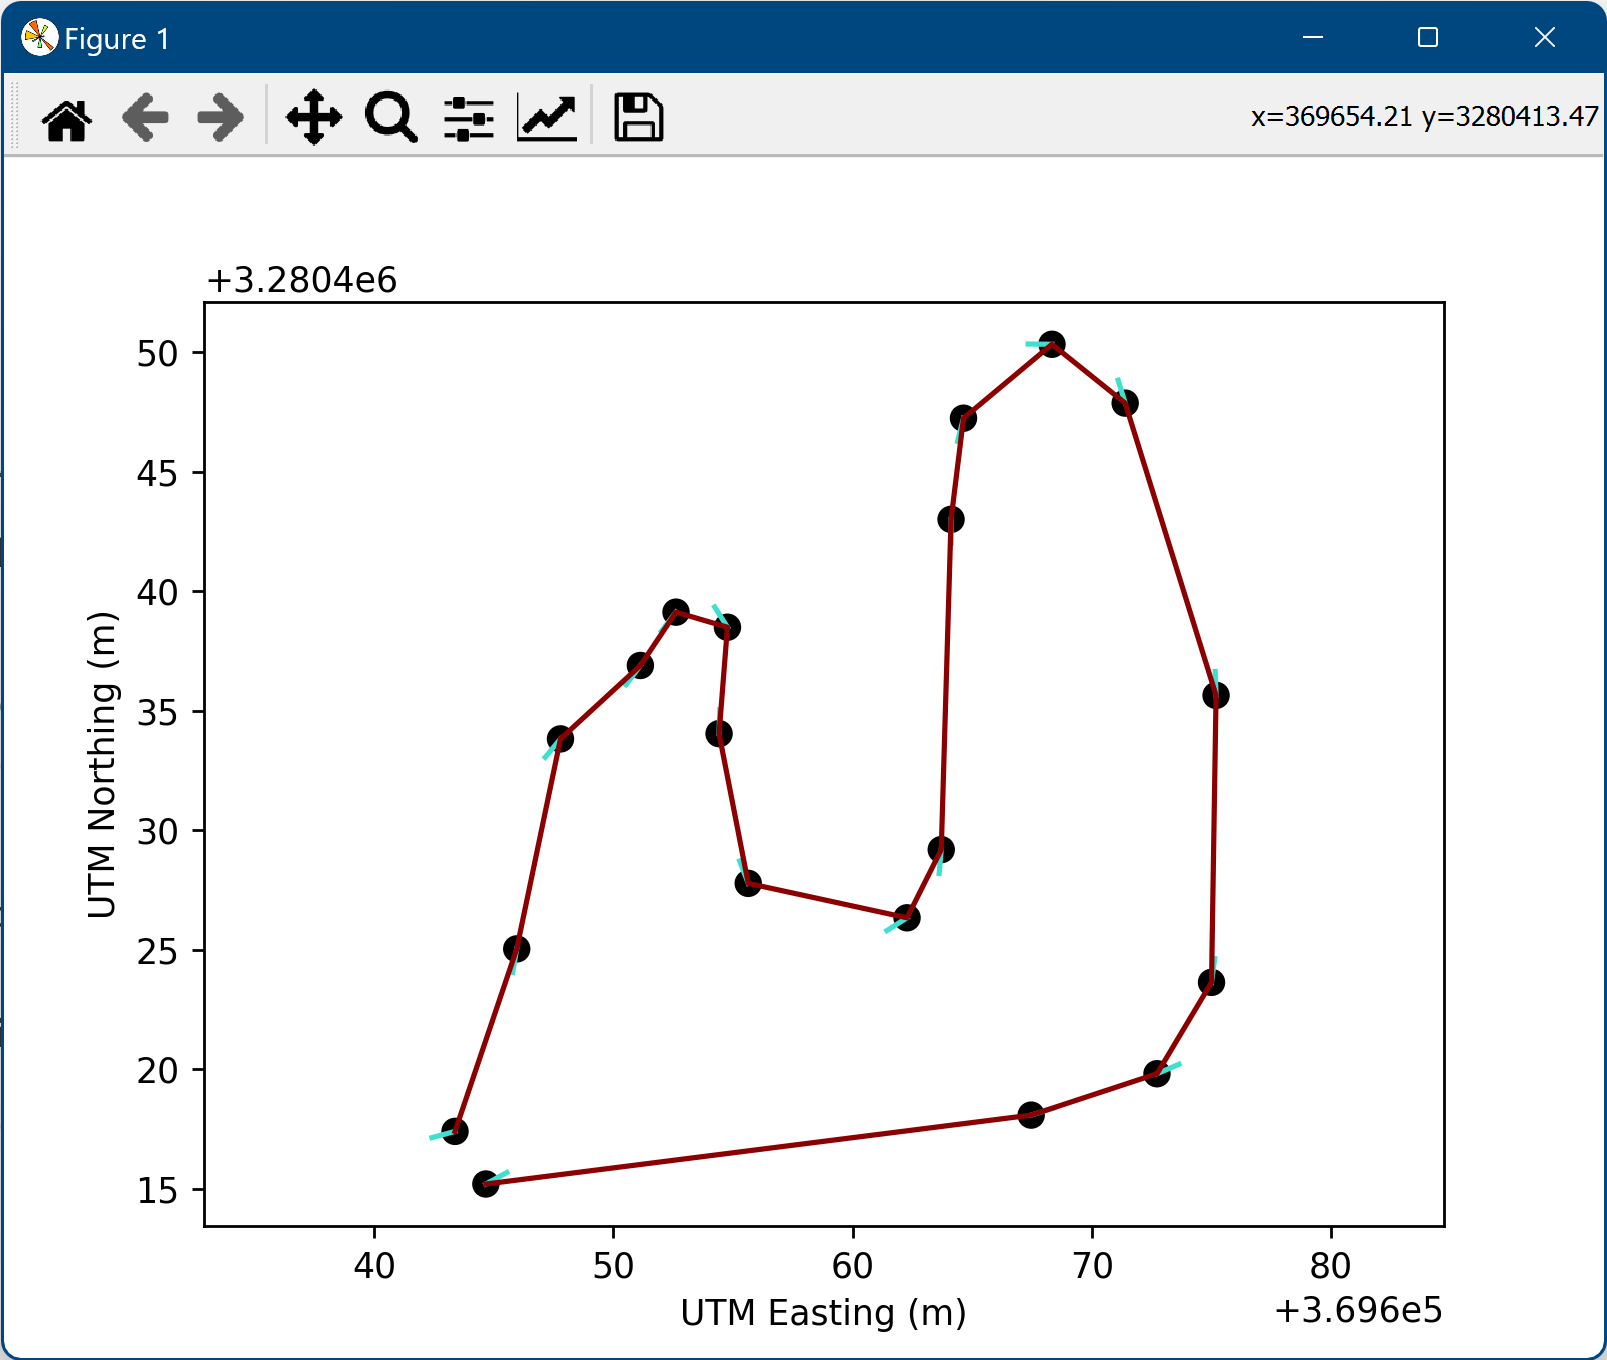 Figure 1
x=369654.21 y=3280413.47
+3.2804e6
50
45
40
35
30
25
20
15
UTM Northing (m)
40 50 60 70 80
UTM Easting (m)
+3.696e5